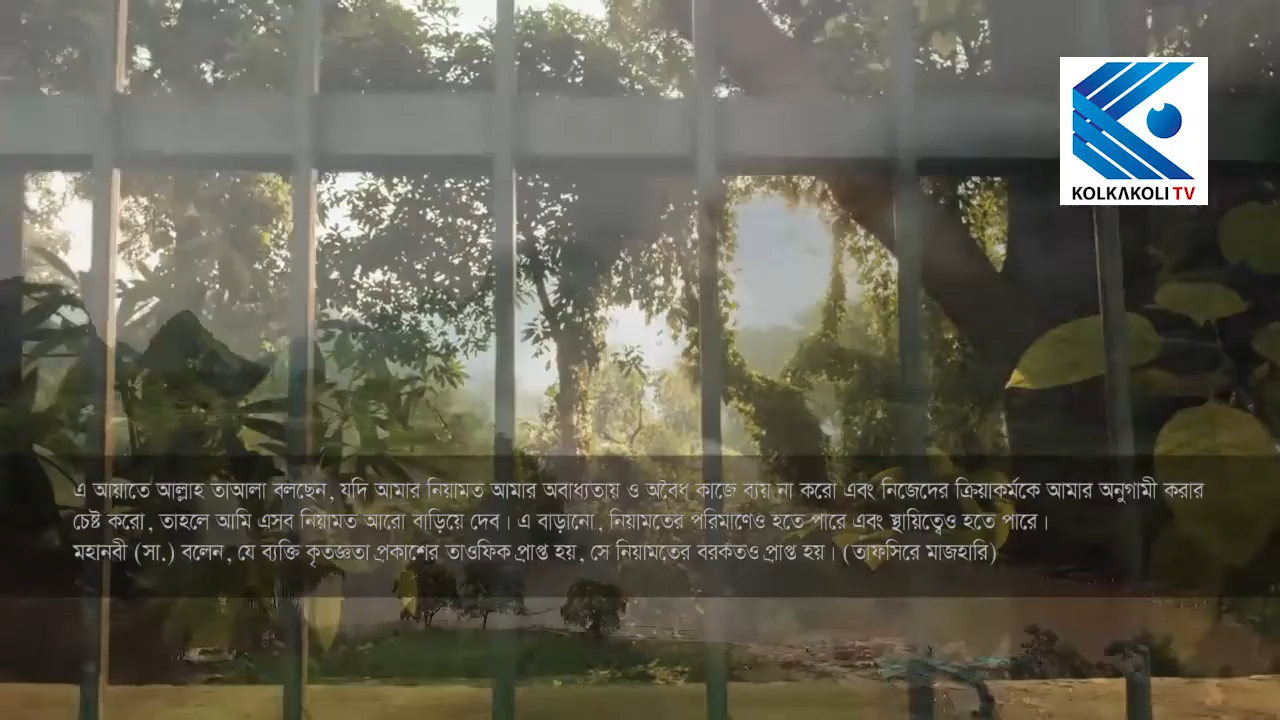 KOLKAKOLI TV
এ আয়াতে আল্লাহ তাআলা বলছেন, যদি আমার নিয়ামত আমার অবাধ্যতায় ও অবৈধ কাজে ব্যয় না করো এবং নিজেদের ক্রিয়াকর্মকে আমার অনুগামী করার
চেষ্ট করো, তাহলে আমি এসব নিয়ামত আরো বাড়িয়ে দেব। এ বাড়ানো, নিয়ামতের পরিমাণেও হতে পারে এবং স্থায়িত্বেও হতে পারে।
মহানবী (সা.) বলেন, যে ব্যক্তি কৃতজ্ঞতা প্রকাশের তাওফিক প্রাপ্ত হয়, সে নিয়ামতের বরকতও প্রাপ্ত হয়। (তাফসিরে মাজহারি)